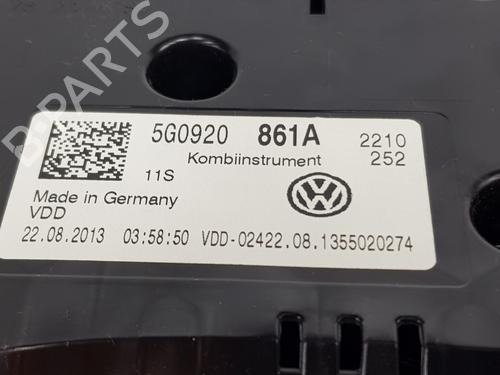 B-PARTS
5G0920 861A 2210
Kombiinstrument 252
11S
Made in Germany
VDD
22.08.2013 03:58:50 VDD-02422.08.1355020274